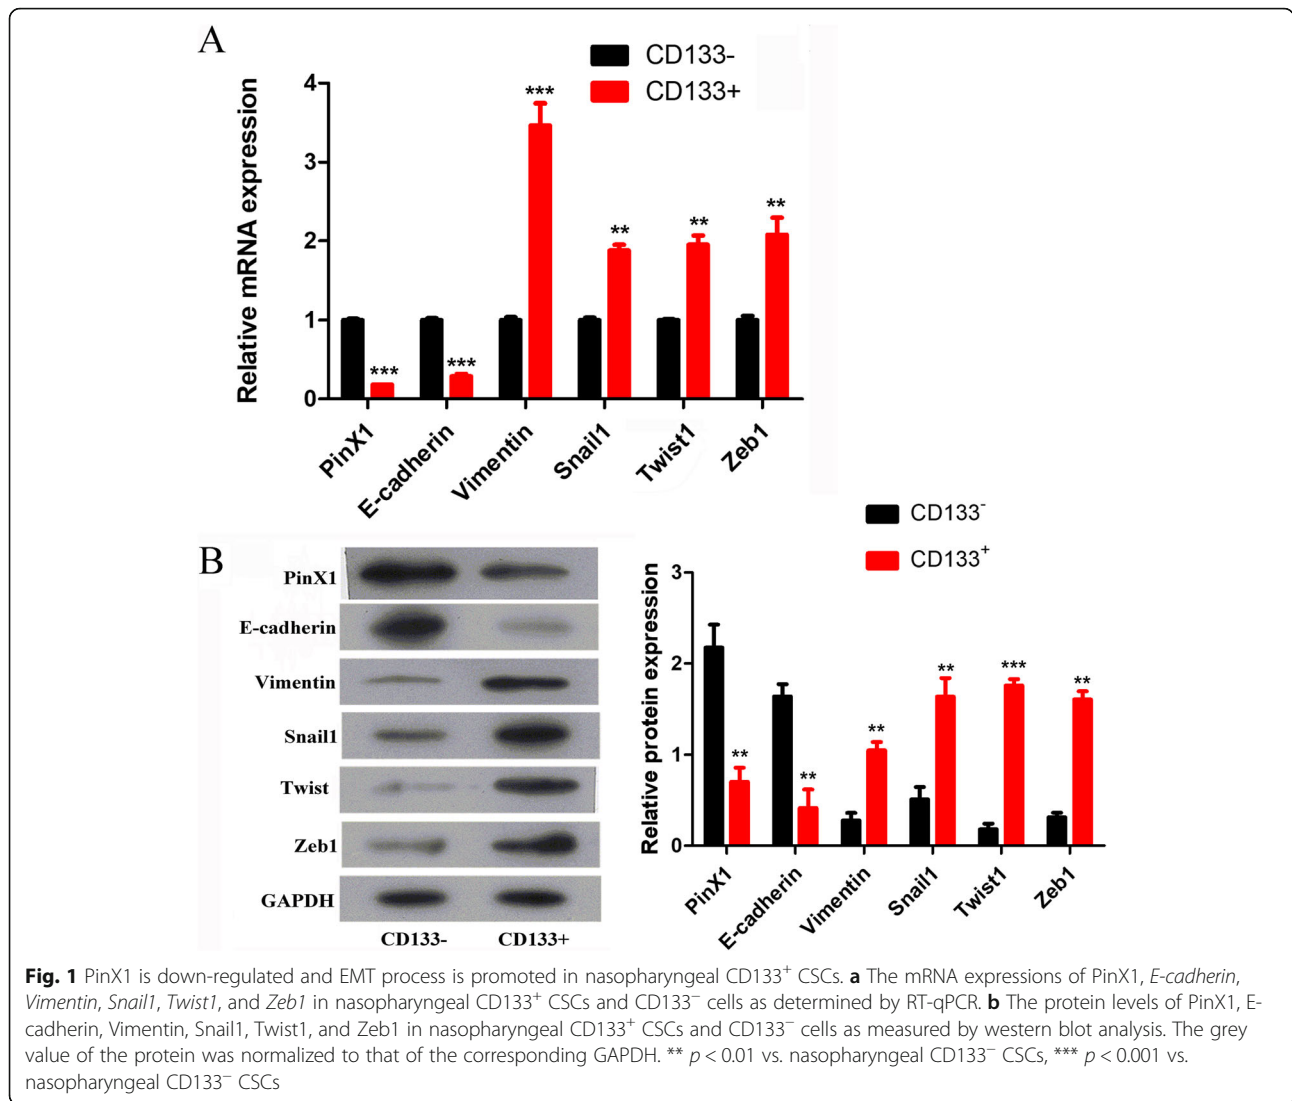 A
CD133-
CD133+
Relative mRNA expression
4
3
2
1
0
***
***
***
**
**
**
PinX1
E-cadherin
Vimentin
Snail1
Twist1
Zeb1
B
PinX1
E-cadherin
Vimentin
Snail1
Twist
Zeb1
GAPDH
CD133-
CD133+
CD133⁻
CD133⁺
Relative protein expression
3
2
1
0
**
**
**
**
***
**
PinX1
E-cadherin
Vimentin
Snail1
Twist1
Zeb1
Fig. 1 PinX1 is down-regulated and EMT process is promoted in nasopharyngeal CD133⁺ CSCs. a The mRNA expressions of PinX1, E-cadherin,
Vimentin, Snail1, Twist1, and Zeb1 in nasopharyngeal CD133⁺ CSCs and CD133⁻ cells as determined by RT-qPCR. b The protein levels of PinX1, E-
cadherin, Vimentin, Snail1, Twist1, and Zeb1 in nasopharyngeal CD133⁺ CSCs and CD133⁻ cells as measured by western blot analysis. The grey
value of the protein was normalized to that of the corresponding GAPDH. ** p < 0.01 vs. nasopharyngeal CD133⁻ CSCs, *** p < 0.001 vs.
nasopharyngeal CD133⁻ CSCs